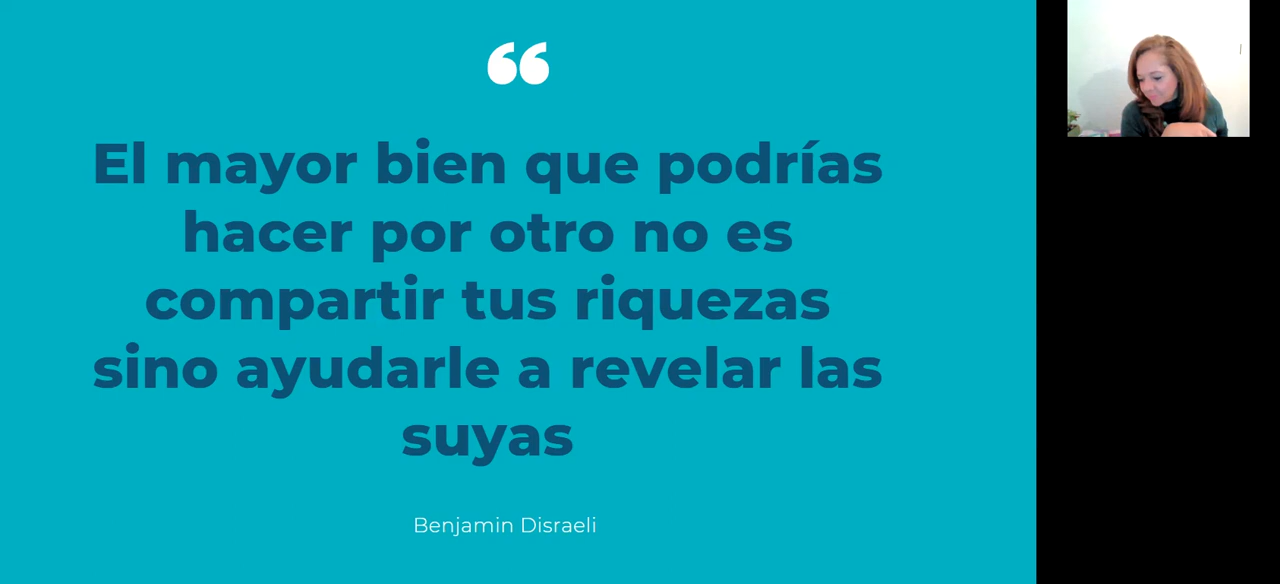 “
El mayor bien que podrías
hacer por otro no es
compartir tus riquezas
sino ayudarle a revelar las
suyas
Benjamin Disraeli